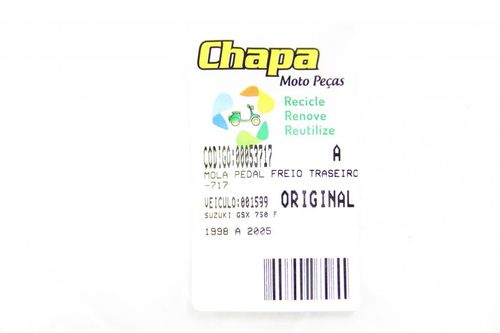 Chapa
Moto Peças
Recicle
Renove
Reutilize
CODIGO:00053717 A
MOLA PEDAL FREIO TRASEIRO
-717
VEICULO:001599 ORIGINAL
SUZUKI GSX 750 F
1998 A 2005